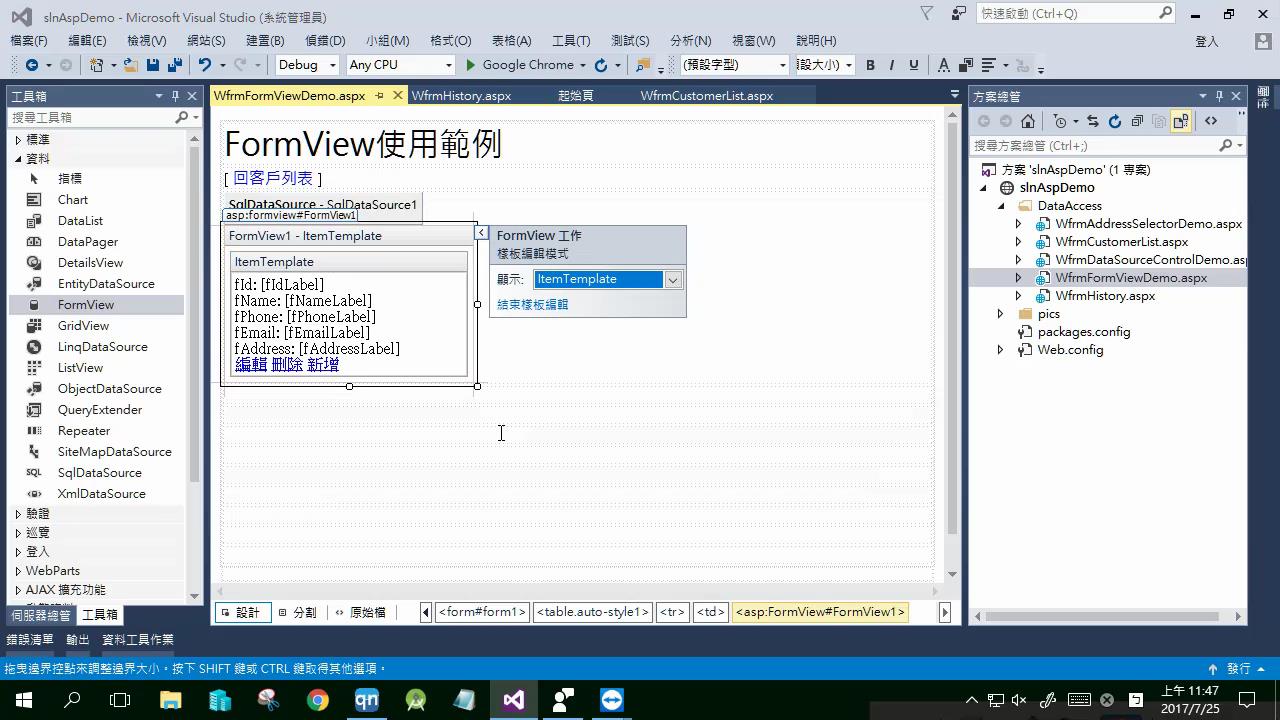 slnAspDemo - Microsoft Visual Studio (系統管理員)
快速啟動 (Ctrl+Q)
檔案(F) 編輯(E) 檢視(V) 網站(S) 建置(B) 偵錯(D) 小組(M) 格式(O) 表格(A) 工具(T) 測試(S) 分析(N) 視窗(W) 說明(H)
登入
Debug Any CPU Google Chrome (預設字型) 設大小)
工具箱
搜尋工具箱
標準
資料
指標
Chart
DataList
DataPager
DetailsView
EntityDataSource
FormView
GridView
LinqDataSource
ListView
ObjectDataSource
QueryExtender
Repeater
SiteMapDataSource
SqlDataSource
XmlDataSource
驗證
巡覽
登入
WebParts
AJAX 擴充功能
伺服器總管 工具箱
WfrmFormViewDemo.aspx WfrmHistory.aspx 起始頁 WfrmCustomerList.aspx
FormView使用範例
[ 回客戶列表 ]
SqlDataSource - SqlDataSource1
asp:formview#FormView1
FormView1 - ItemTemplate
ItemTemplate
fId: [fIdLabel]
fName: [fNameLabel]
fPhone: [fPhoneLabel]
fEmail: [fEmailLabel]
fAddress: [fAddressLabel]
編輯 刪除 新增
FormView 工作
樣板編輯模式
顯示: ItemTemplate
結束樣板編輯
設計 分割 原始檔
<form#form1> <table.auto-style1> <tr> <td> <asp:FormView#FormView1>
方案總管
搜尋方案總管 (Ctrl+;)
方案 'slnAspDemo' (1 專案)
slnAspDemo
DataAccess
WfrmAddressSelectorDemo.aspx
WfrmCustomerList.aspx
WfrmDataSourceControlDemo.asp
WfrmFormViewDemo.aspx
WfrmHistory.aspx
pics
packages.config
Web.config
錯誤清單 輸出 資料工具作業
拖曳邊界控點來調整邊界大小。按下 SHIFT 鍵或 CTRL 鍵取得其他選項。
發行
上午 11:47
2017/7/25